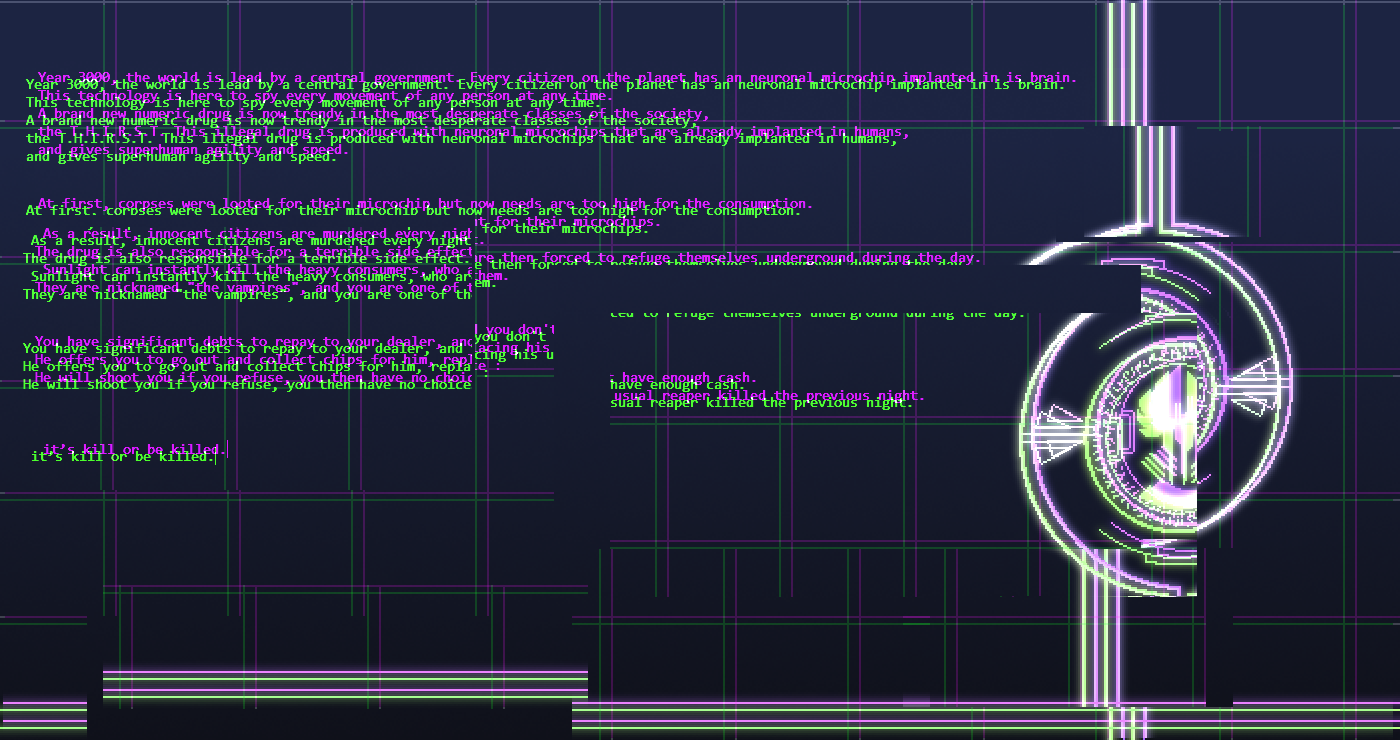 Year 3000, the world is lead by a central government. Every citizen on the planet has an neuronal microchip implanted in is brain.
This technology is here to spy every movement of any person at any time.
A brand new numeric drug is now trendy in the most desperate classes of the society,
the T.H.I.R.S.T. This illegal drug is produced with neuronal microchips that are already implanted in humans,
and gives superhuman agility and speed.
At first, corpses were looted for their microchip but now needs are too high for the consumption.
As a result, innocent citizens are murdered every night for their microchips.
The drug is also responsible for a terrible side effect.
Sunlight can instantly kill the heavy consumers, who are then forced to refuge themselves underground during the day.
They are nicknamed "the vampires", and you are one of them.
You have significant debts to repay to your dealer, and you don't have enough cash.
He offers you to go out and collect chips for him, replacing his usual reaper killed the previous night.
He will shoot you if you refuse, you then have no choice :
it's kill or be killed.